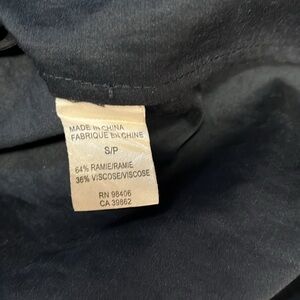 MADE IN CHINA
FABRIQUE EN CHINE
S/P
64% RAMIE/RAMIE
36% VISCOSE/VISCOSE
RN 98406
CA 39862